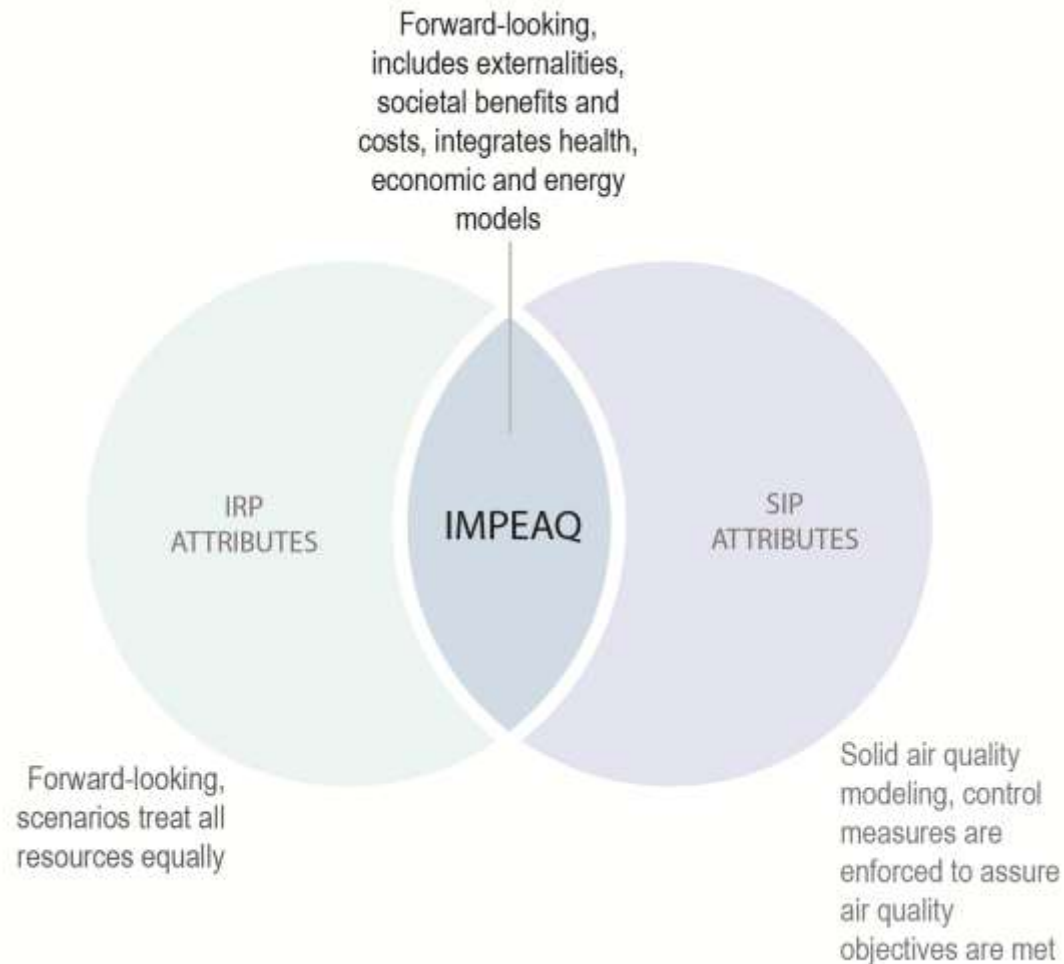 Forward-looking,
includes externalities,
societal benefits and
costs, integrates health,
economic and energy
models
IRP
ATTRIBUTES
IMPEAQ
SIP
ATTRIBUTES
Forward-looking,
scenarios treat all
resources equally
Solid air quality
modeling, control
measures are
enforced to assure
air quality
objectives are met